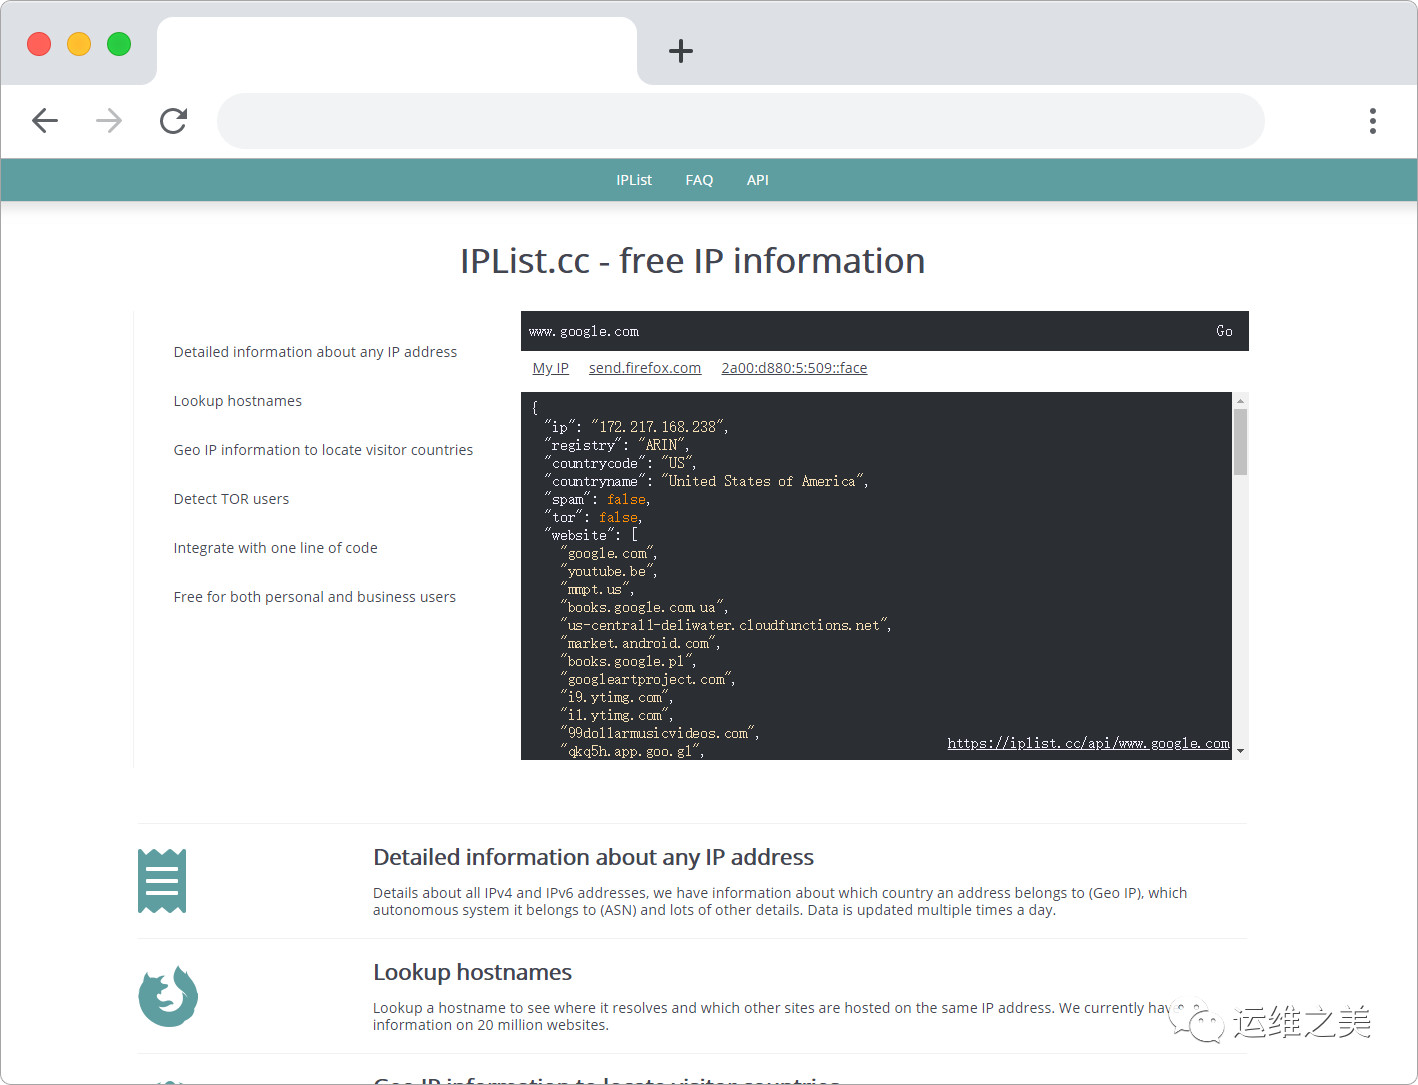 IPList FAQ API
IPList.cc - free IP information
Detailed information about any IP address
Lookup hostnames
Geo IP information to locate visitor countries
Detect TOR users
Integrate with one line of code
Free for both personal and business users
www.google.com Go
My IP send.firefox.com 2a00:d880:5:509::face
{
"ip": "172.217.168.238",
"registry": "ARIN",
"countrycode": "US",
"countryname": "United States of America",
"spam": false,
"tor": false,
"website": [
"google.com",
"youtube.be",
"mmpt.us",
"books.google.com.ua",
"us-central1-deliwater.cloudfunctions.net",
"market.android.com",
"books.google.pl",
"googleartproject.com",
"i9.ytimg.com",
"i1.ytimg.com",
"99dollarmusicvideos.com",
"qkq5h.app.goo.gl",
https://iplist.cc/api/www.google.com
Detailed information about any IP address
Details about all IPv4 and IPv6 addresses, we have information about which country an address belongs to (Geo IP), which
autonomous system it belongs to (ASN) and lots of other details. Data is updated multiple times a day.
Lookup hostnames
Lookup a hostname to see where it resolves and which other sites are hosted on the same IP address. We currently have
information on 20 million websites.
运维之美
Geo IP information to locate visitor countries